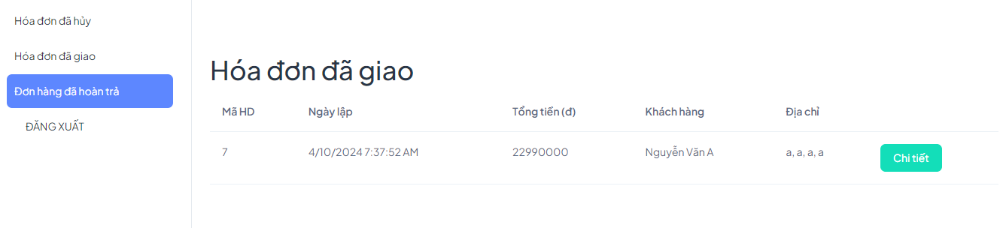 Hóa đơn đã hủy
Hóa đơn đã giao
Đơn hàng đã hoàn trả
ĐĂNG XUẤT
Hóa đơn đã giao
Mã HD Ngày lập Tổng tiền (đ) Khách hàng Địa chỉ
7 4/10/2024 7:37:52 AM 22990000 Nguyễn Văn A a, a, a, a Chi tiết